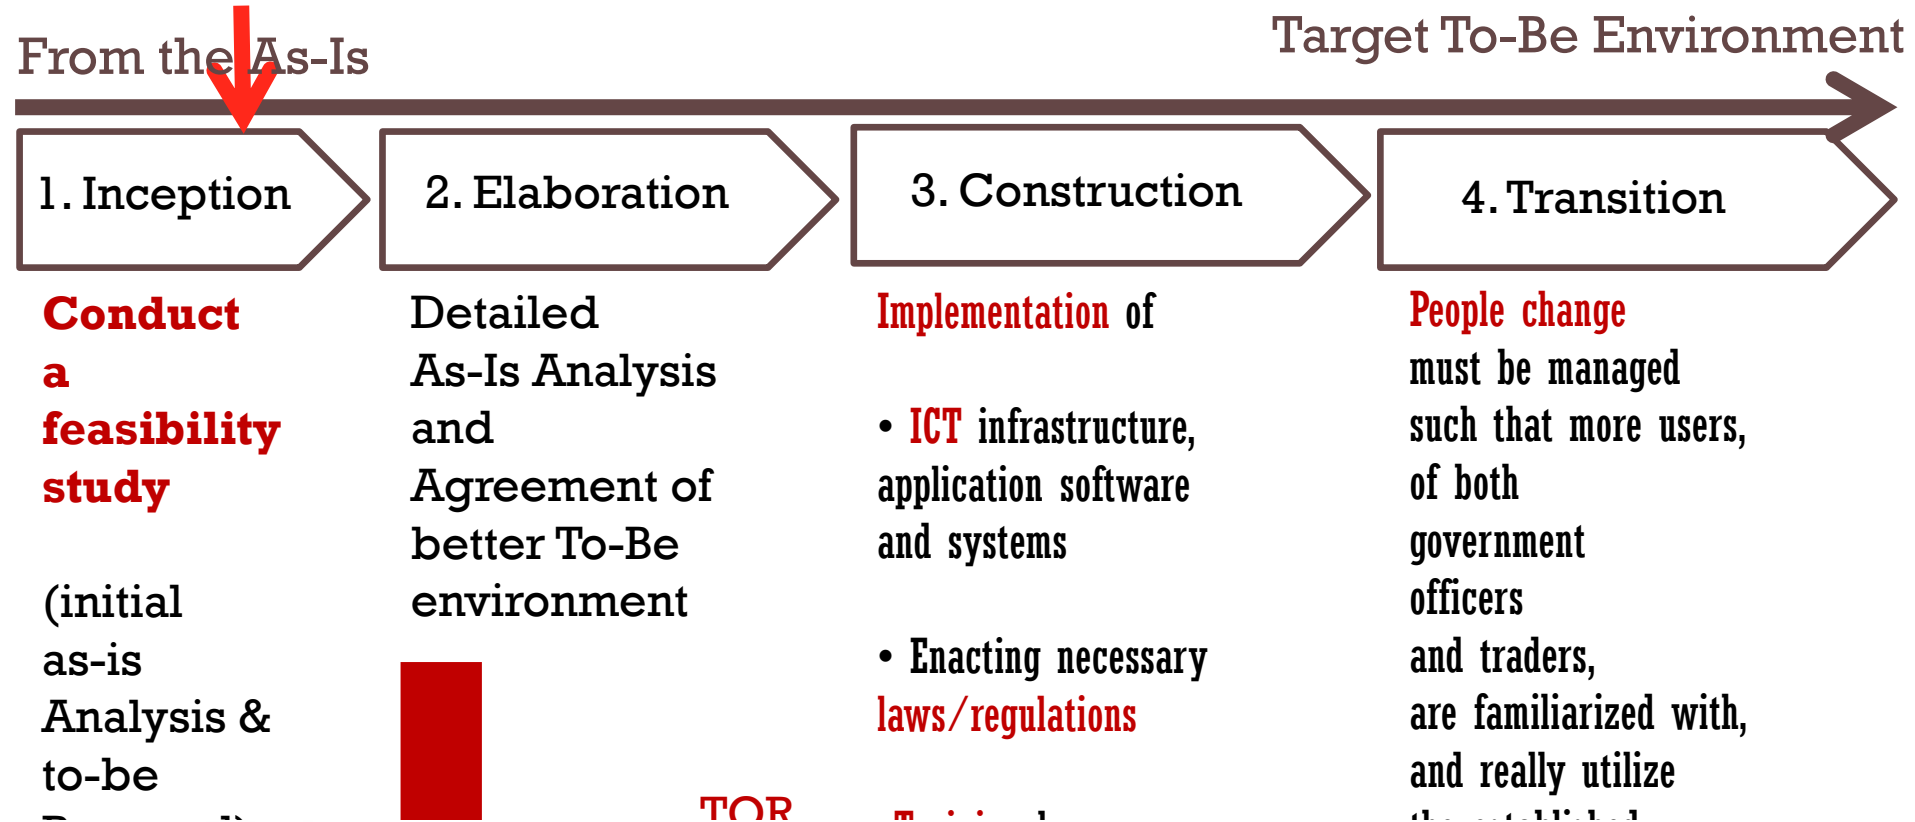 From the As-Is
Target To-Be Environment
1. Inception
2. Elaboration
3. Construction
4. Transition
Conduct
a
feasibility
study
(initial
as-is
Analysis &
to-be
Detailed
As-Is Analysis
and
Agreement of
better To-Be
environment
TOR
Implementation of
• ICT infrastructure,
application software
and systems
• Enacting necessary
laws/regulations
People change
must be managed
such that more users,
of both
government
officers
and traders,
are familiarized with,
and really utilize
the established